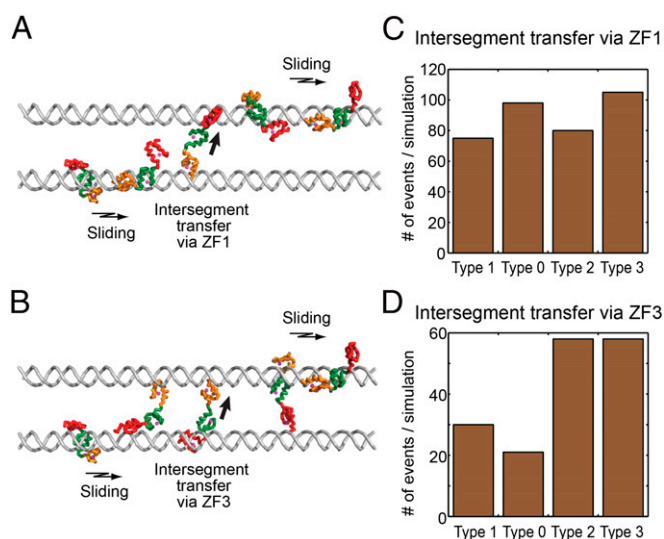 A
Sliding
Sliding
Intersegment
transfer
via ZF1
B
Sliding
Sliding
Intersegment
transfer
via ZF3
C Intersegment transfer via ZF1
# of events / simulation
120
100
80
60
40
20
0
Type 1 Type 0 Type 2 Type 3
D Intersegment transfer via ZF3
# of events / simulation
60
40
20
0
Type 1 Type 0 Type 2 Type 3